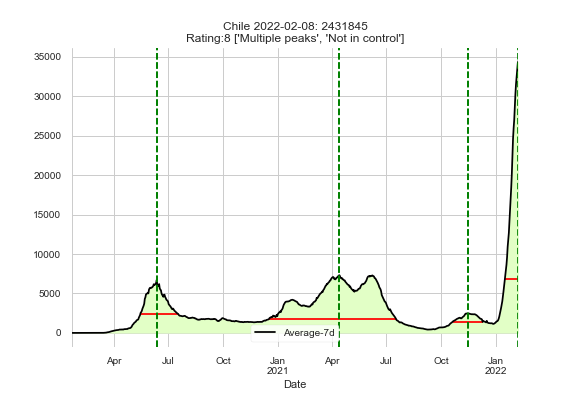 Chile 2022-02-08: 2431845
Rating:8 ['Multiple peaks', 'Not in control']
35000
30000
25000
20000
15000
10000
5000
0
Average-7d
Apr Jul Oct Jan Apr Jul Oct Jan
2021 2022
Date